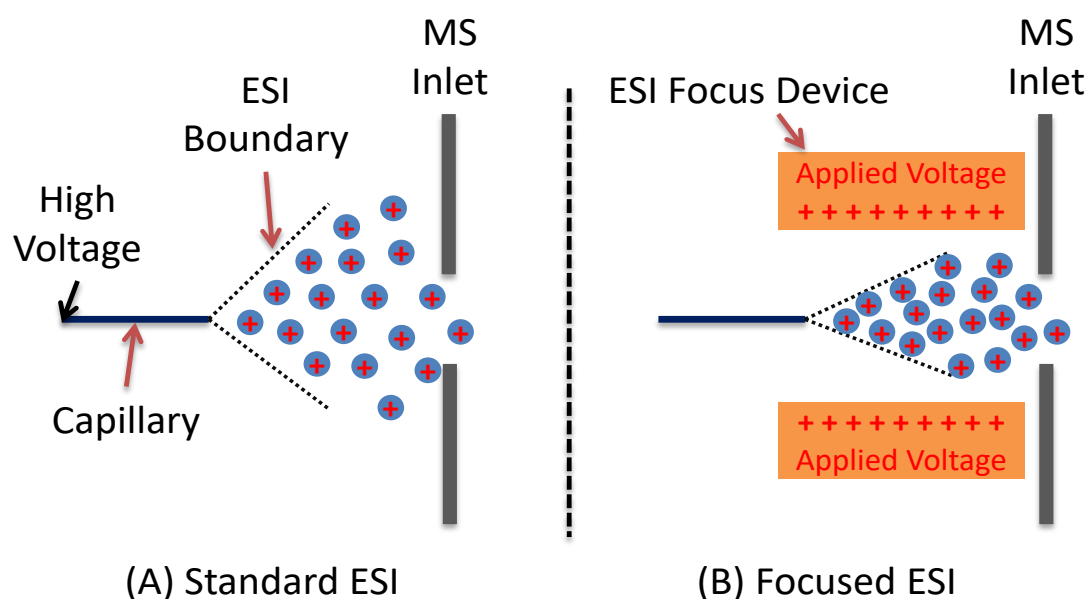 MS
Inlet
ESI
Boundary
High
Voltage
Capillary
(A) Standard ESI
MS
Inlet
ESI Focus Device
Applied Voltage
+ + + + + + + + +
+ + + + + + + + +
Applied Voltage
(B) Focused ESI